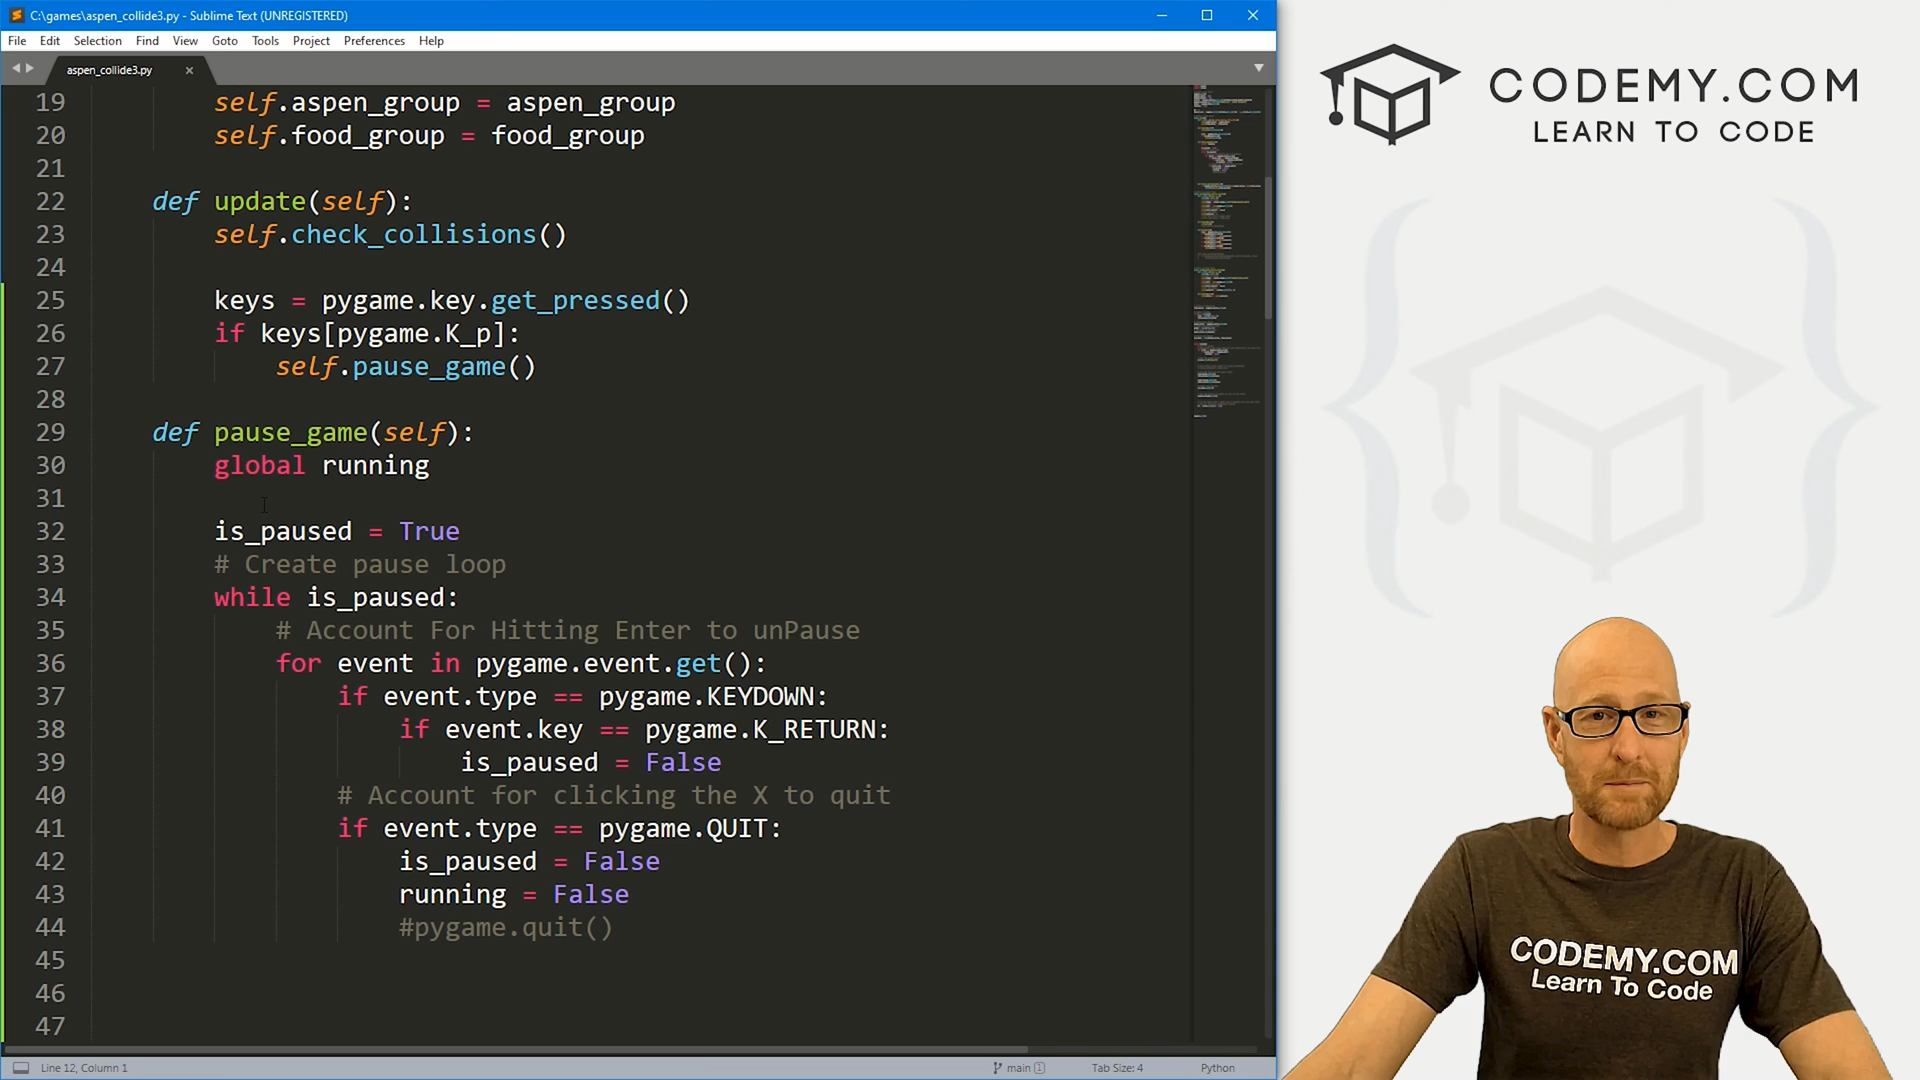 C:\games\aspen_collide3.py - Sublime Text (UNREGISTERED)
File Edit Selection Find View Goto Tools Project Preferences Help
aspen_collide3.py
19 self.aspen_group = aspen_group
20 self.food_group = food_group
21
22 def update(self):
23 self.check_collisions()
24
25 keys = pygame.key.get_pressed()
26 if keys[pygame.K_p]:
27 self.pause_game()
28
29 def pause_game(self):
30 global running
31
32 is_paused = True
33 # Create pause loop
34 while is_paused:
35 # Account For Hitting Enter to unPause
36 for event in pygame.event.get():
37 if event.type == pygame.KEYDOWN:
38 if event.key == pygame.K_RETURN:
39 is_paused = False
40 # Account for clicking the X to quit
41 if event.type == pygame.QUIT:
42 is_paused = False
43 running = False
44 #pygame.quit()
45
46
47
Line 12, Column 1
main 1
Tab Size: 4
Python
CODEMY.COM
LEARN TO CODE
CODEMY.COM
Learn To Code